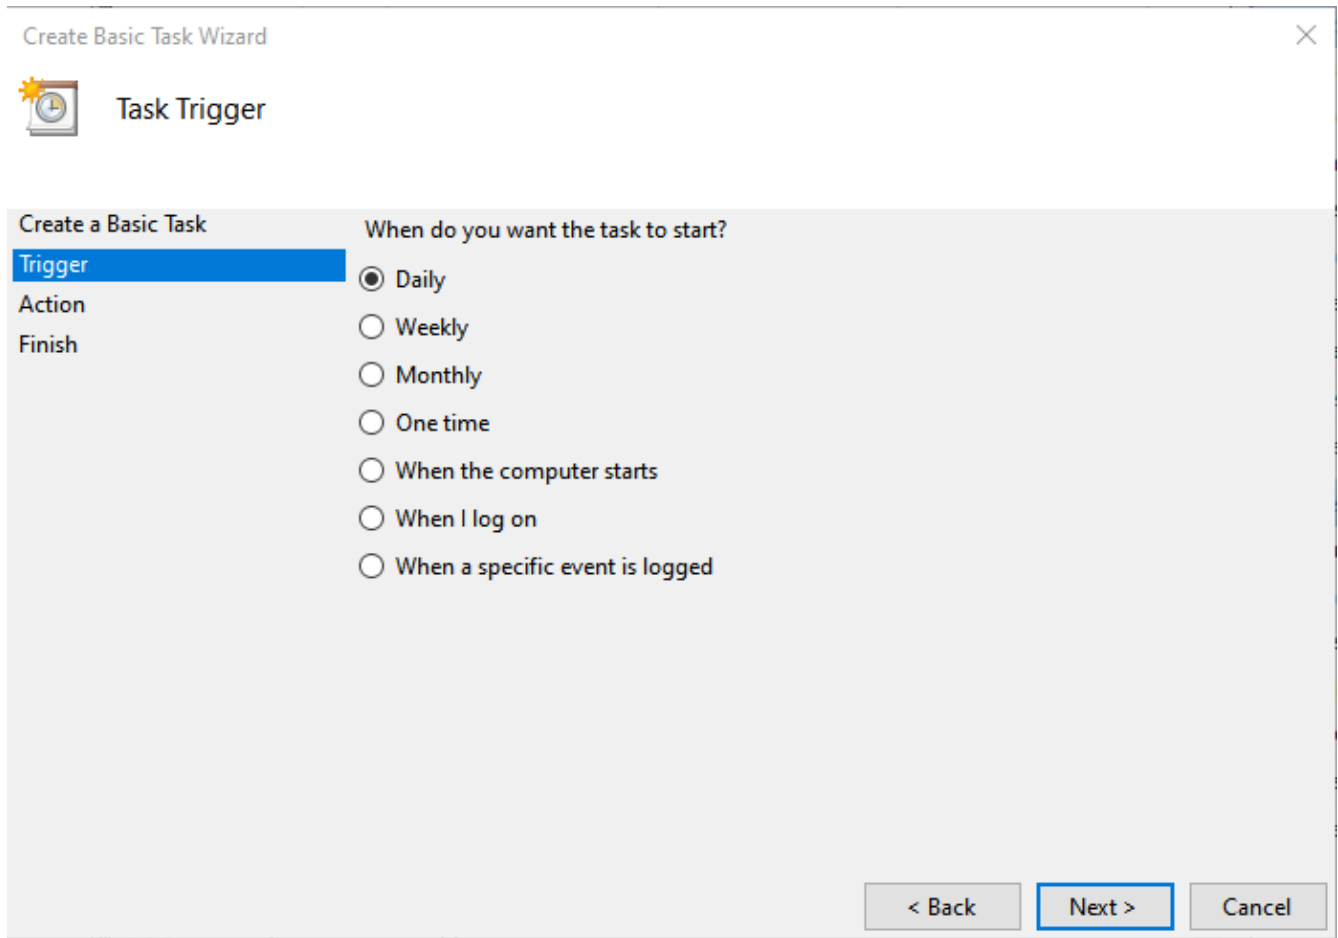 Create Basic Task Wizard
Task Trigger
Create a Basic Task
Trigger
Action
Finish
When do you want the task to start?
Daily
Weekly
Monthly
One time
When the computer starts
When I log on
When a specific event is logged
< Back
Next >
Cancel